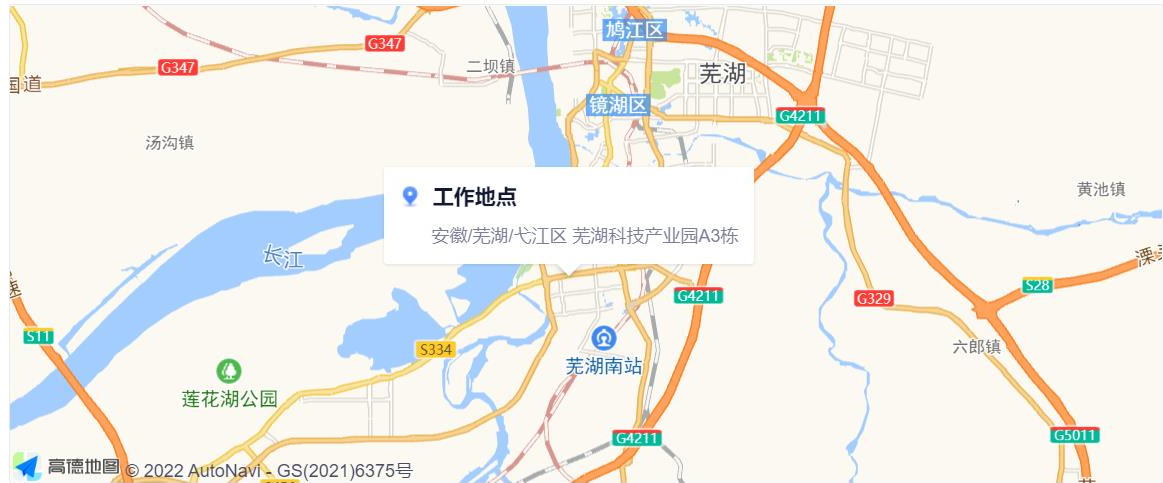 鸠江区
G347
G347
二坝镇
芜湖
国道
镇湖区
G4211
汤沟镇
黄池镇
工作地点
安徽/芜湖/弋江区 芜湖科技产业园A3栋
长江
溧
S28
速
G4211
G329
S11
S334
六郎镇
芜湖南站
莲花湖公园
G4211
G5011
高德地图 © 2022 AutoNavi - GS(2021)6375号